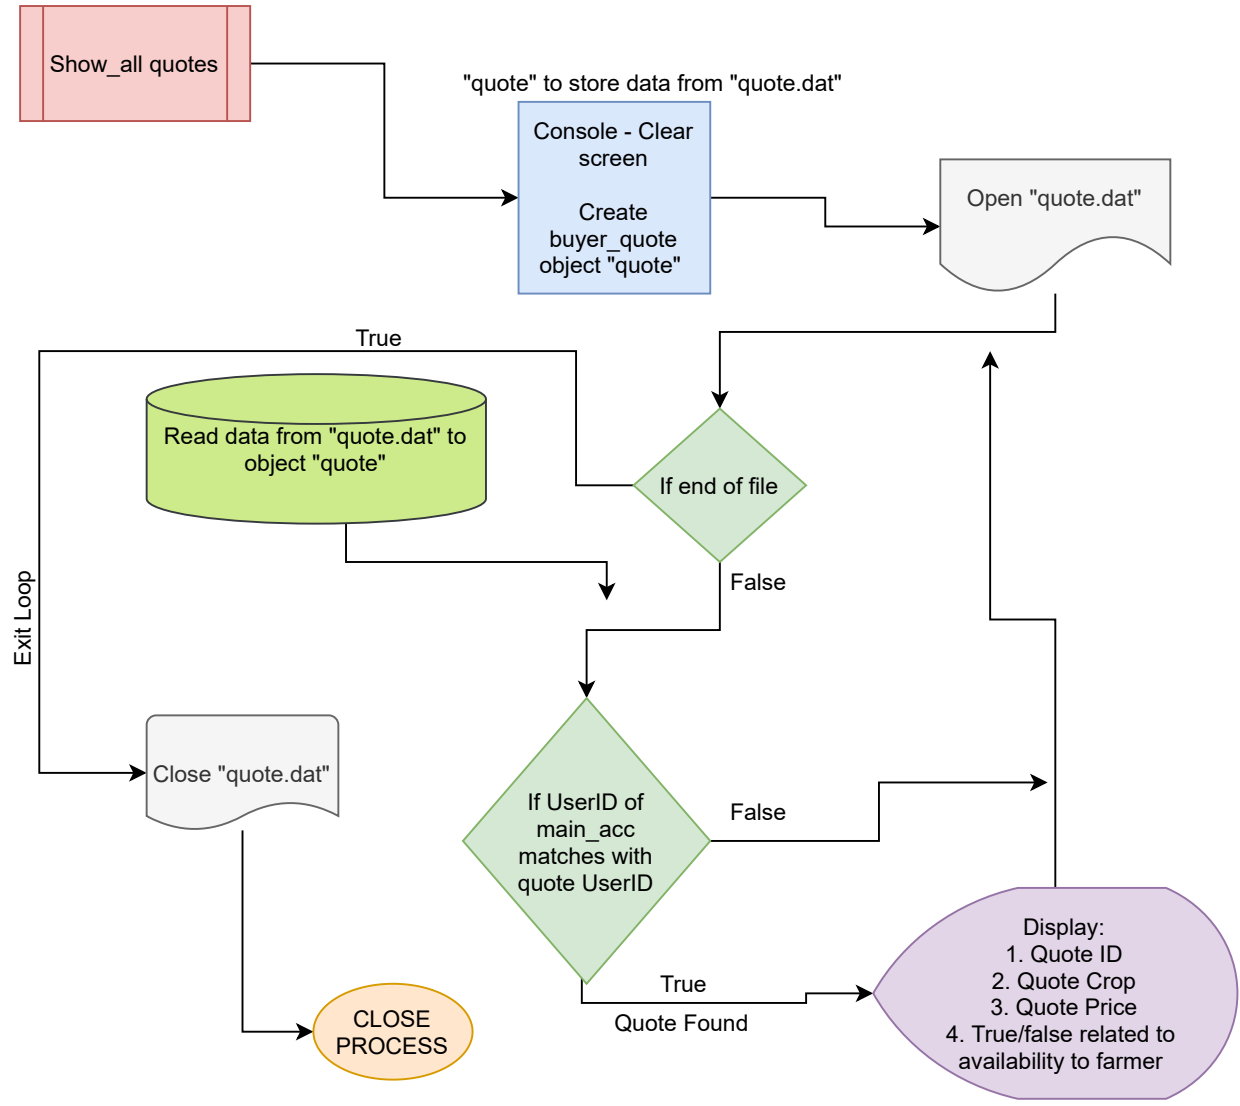 Show_all quotes
"quote" to store data from "quote.dat"
Console - Clear
screen
Create
buyer_quote
object "quote"
Open "quote.dat"
True
Read data from "quote.dat" to
object "quote"
If end of file
False
Exit Loop
Close "quote.dat"
If UserID of
main_acc
matches with
quote UserID
False
True
Quote Found
Display:
1. Quote ID
2. Quote Crop
3. Quote Price
4. True/false related to
availability to farmer
CLOSE
PROCESS